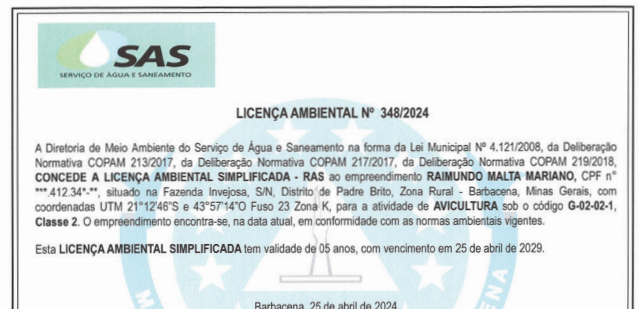 SAS
SERVIÇO DE ÁGUA E SANEAMENTO
LICENÇA AMBIENTAL Nº 348/2024
A Diretoria de Meio Ambiente do Serviço de Água e Saneamento na forma da Lei Municipal Nº 4.121/2008, da Deliberação
Normativa COPAM 213/2017, da Deliberação Normativa COPAM 217/2017, da Deliberação Normativa COPAM 219/2018,
CONCEDE A LICENÇA AMBIENTAL SIMPLIFICADA - RAS ao empreendimento RAIMUNDO MALTA MARIANO, CPF n°
***.412.34*-**, situado na Fazenda Invejosa, S/N, Distrito de Padre Brito, Zona Rural - Barbacena, Minas Gerais, com
coordenadas UTM 21°12'46"S e 43°57'14"O Fuso 23 Zona K, para a atividade de AVICULTURA sob o código G-02-02-1,
Classe 2. O empreendimento encontra-se, na data atual, em conformidade com as normas ambientais vigentes.
Esta LICENÇA AMBIENTAL SIMPLIFICADA tem validade de 05 anos, com vencimento em 25 de abril de 2029.
Barbacena, 25 de abril de 2024